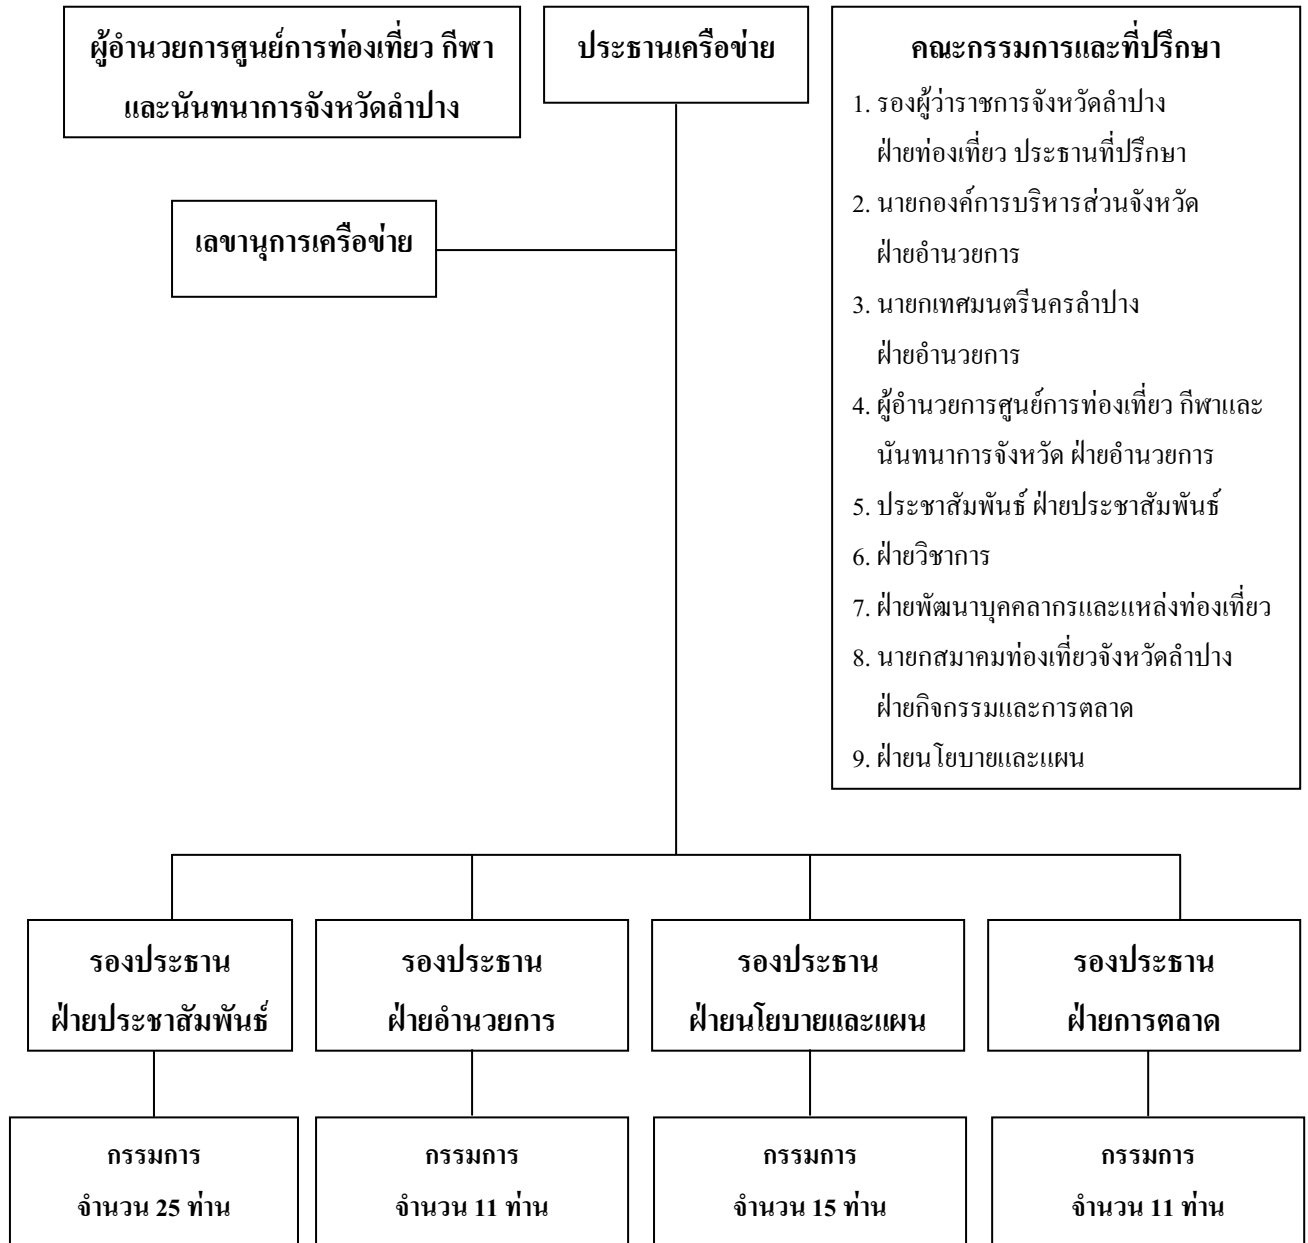 ผู้อำนวยการศูนย์การท่องเที่ยว กีฬา
และนันทนาการจังหวัดลำปาง
ประธานเครือข่าย
คณะกรรมการและที่ปรึกษา
1. รองผู้ว่าราชการจังหวัดลำปาง
ฝ่ายท่องเที่ยว ประธานที่ปรึกษา
2. นายกองค์การบริหารส่วนจังหวัด
ฝ่ายอำนวยการ
3. นายกเทศมนตรีนครลำปาง
ฝ่ายอำนวยการ
4. ผู้อำนวยการศูนย์การท่องเที่ยว กีฬาและ
นันทนาการจังหวัด ฝ่ายอำนวยการ
5. ประชาสัมพันธ์ ฝ่ายประชาสัมพันธ์
6. ฝ่ายวิชาการ
7. ฝ่ายพัฒนาบุคคลากรและแหล่งท่องเที่ยว
8. นายกสมาคมท่องเที่ยวจังหวัดลำปาง
ฝ่ายกิจกรรมและการตลาด
9. ฝ่ายนโยบายและแผน
เลขานุการเครือข่าย
รองประธาน
ฝ่ายประชาสัมพันธ์
รองประธาน
ฝ่ายอำนวยการ
รองประธาน
ฝ่ายนโยบายและแผน
รองประธาน
ฝ่ายการตลาด
กรรมการ
จำนวน 25 ท่าน
กรรมการ
จำนวน 11 ท่าน
กรรมการ
จำนวน 15 ท่าน
กรรมการ
จำนวน 11 ท่าน